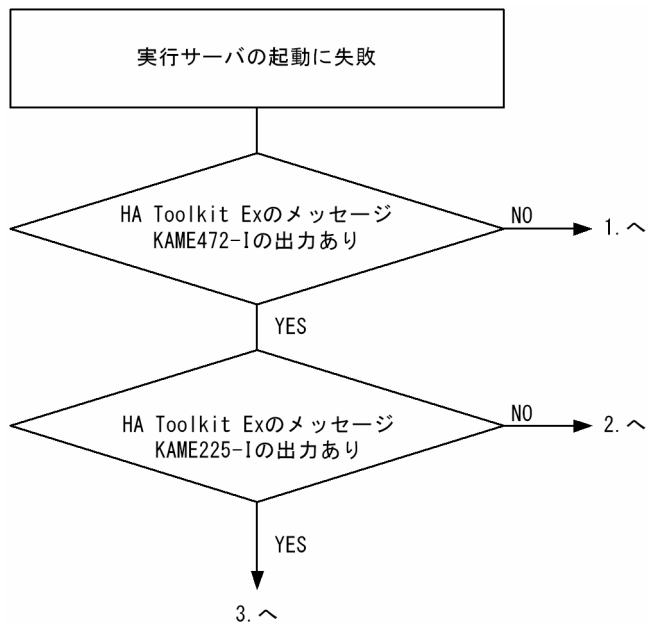 実行サーバの起動に失敗
HA Toolkit Exのメッセージ
KAME472-Iの出力あり
NO
1. へ
YES
HA Toolkit Exのメッセージ
KAME225-Iの出力あり
NO
2. へ
YES
3. へ